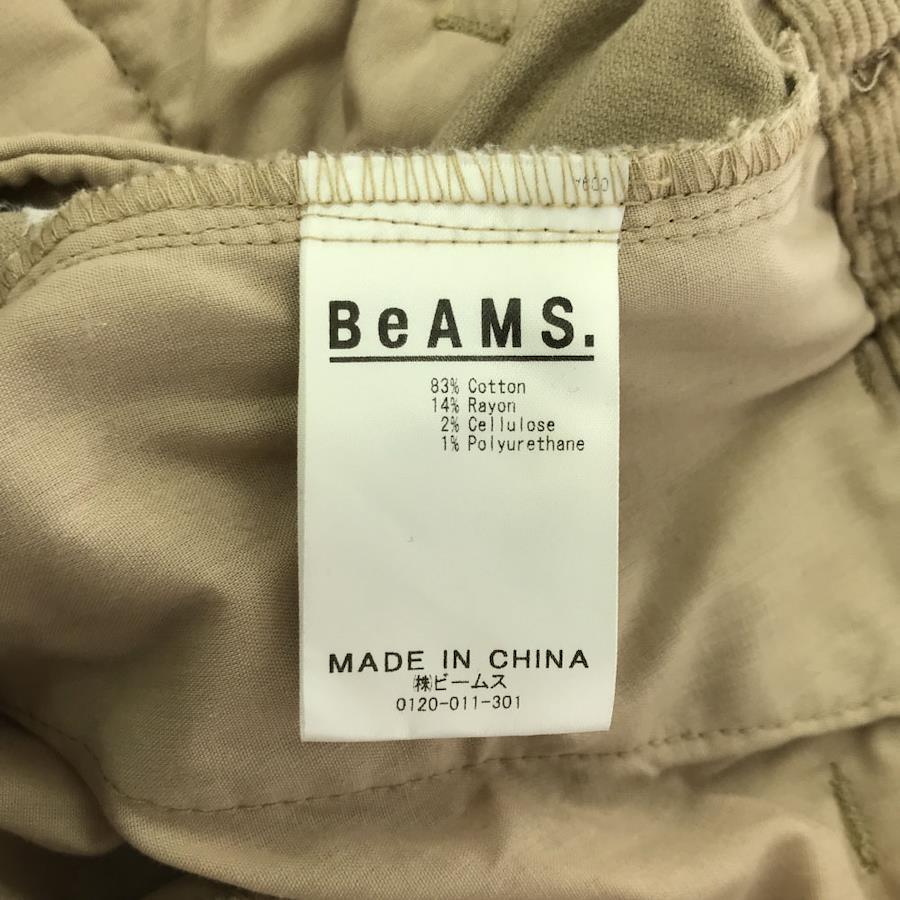 BeAMS.
83% Cotton
14% Rayon
2% Cellulose
1% Polyurethane
MADE IN CHINA
㈱ビームス
0120-011-301